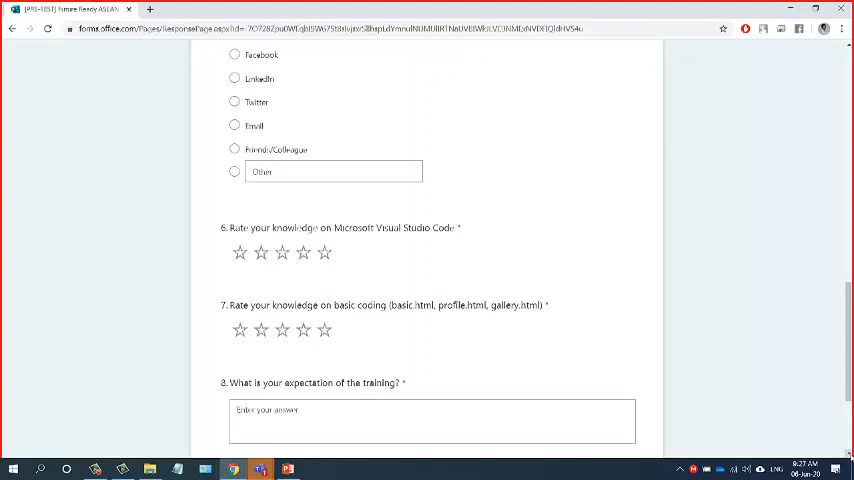 [PRE-TEST] Future Ready ASEAN
Facebook
LinkedIn
Twitter
Email
Friends/Colleague
Other
6. Rate your knowledge on Microsoft Visual Studio Code *
7. Rate your knowledge on basic coding (basic.html, profile.html, gallery.html) *
8. What is your expectation of the training? *
Enter your answer
ENG
9:27 AM
06-Jun-20